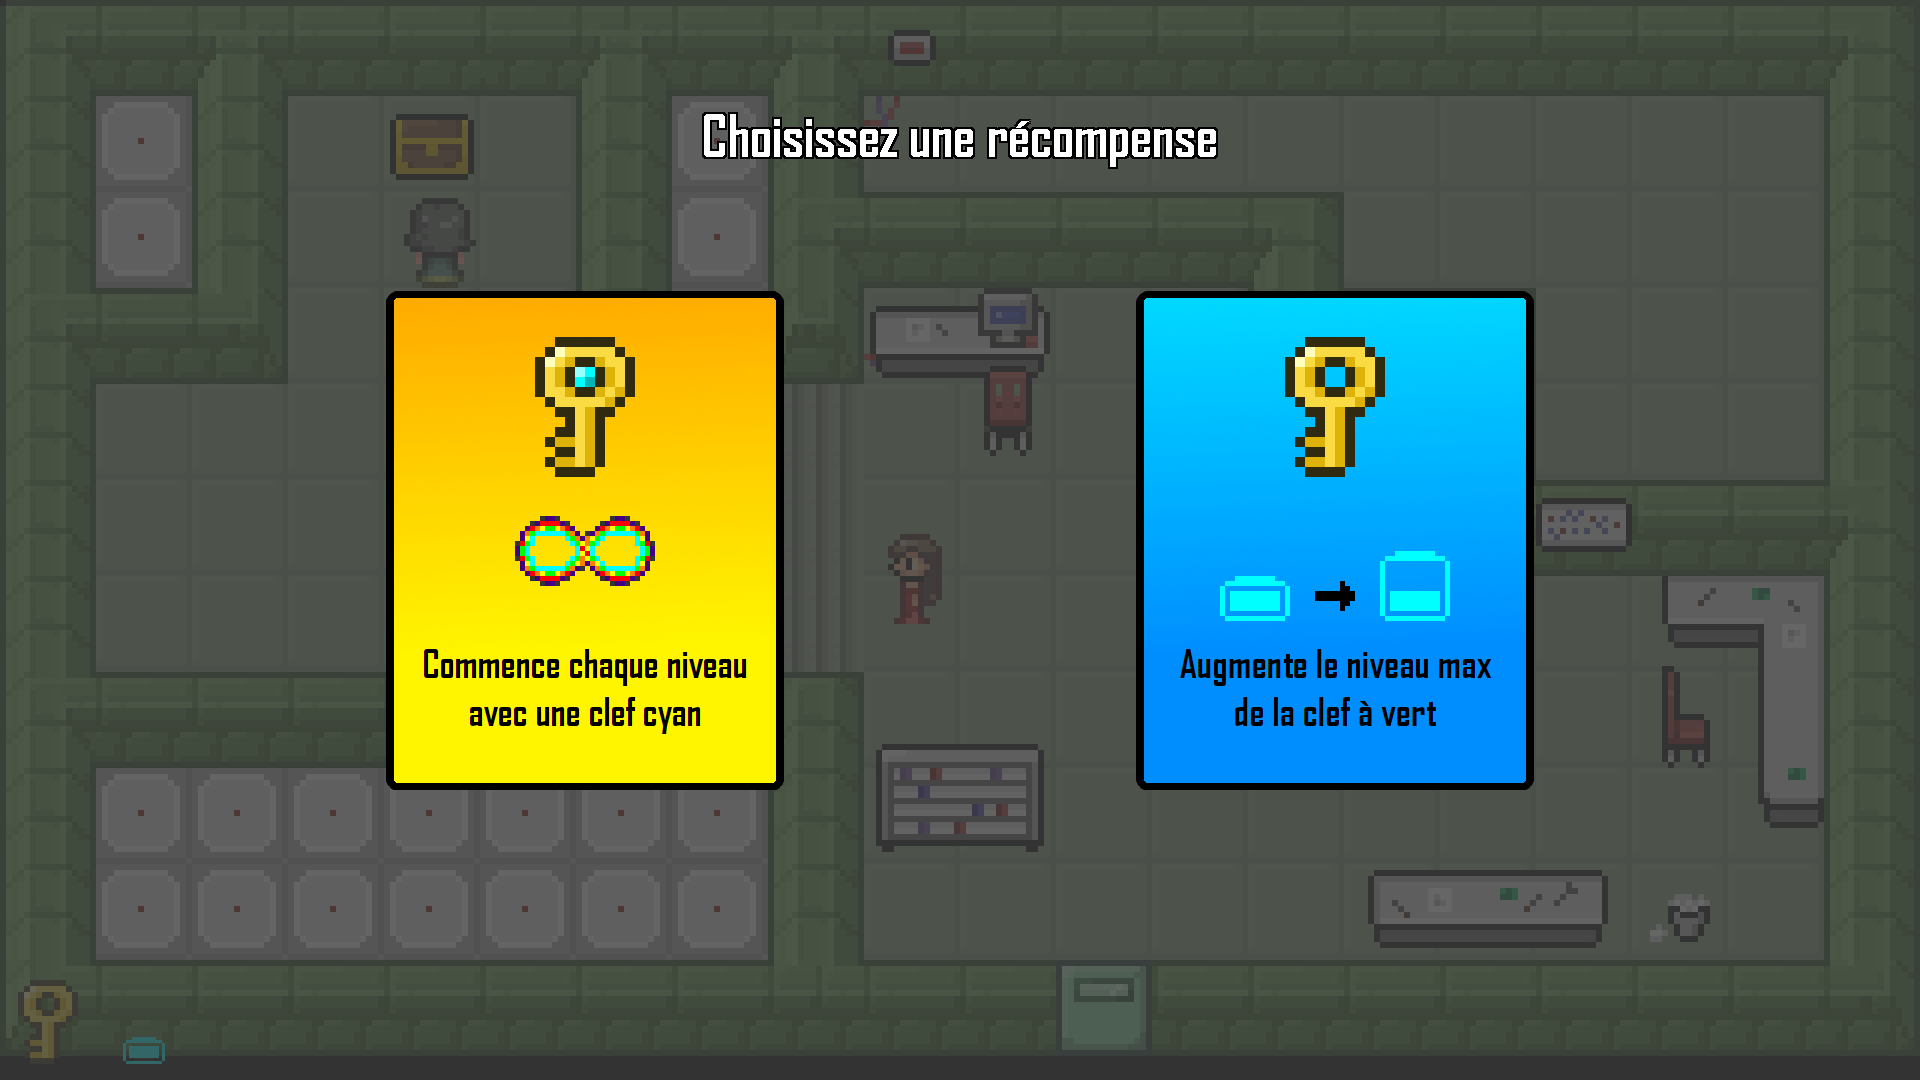 Choisissez une récompense
Commence chaque niveau
avec une clef cyan
Augmente le niveau max
de la clef à vert